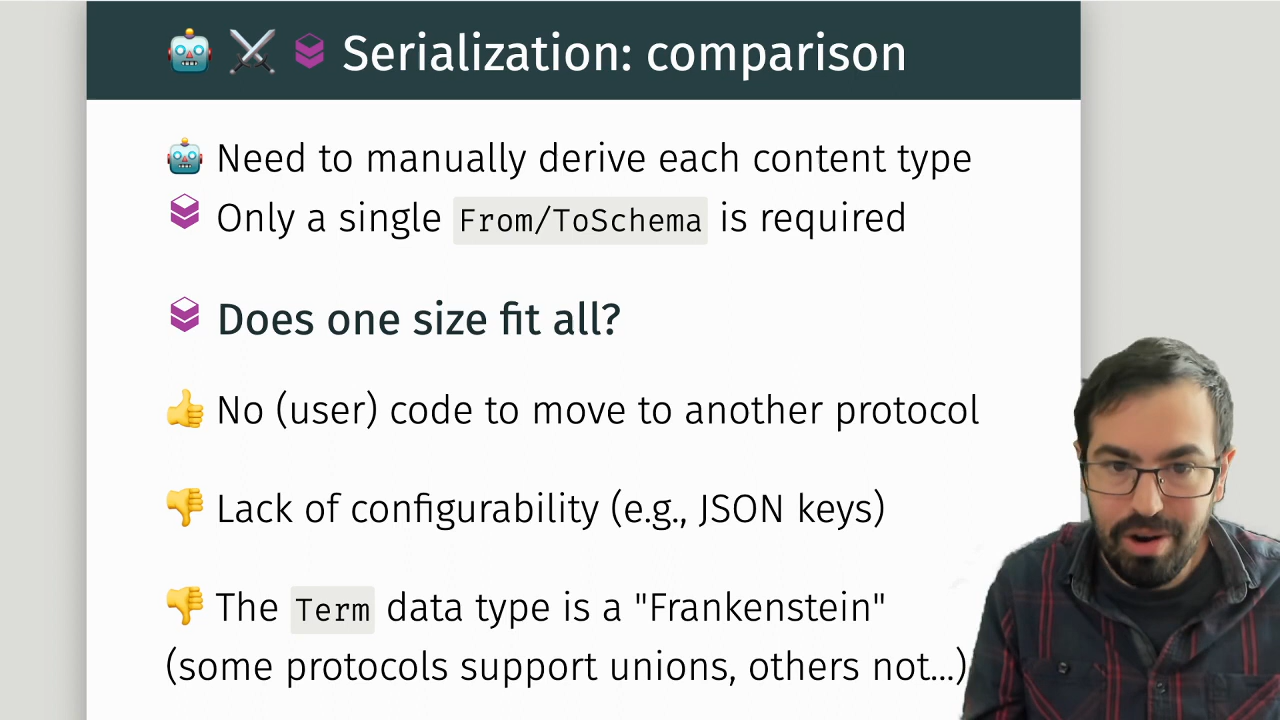 Serialization: comparison
Need to manually derive each content type
Only a single From/ToSchema is required
Does one size fit all?
No (user) code to move to another protocol
Lack of configurability (e.g., JSON keys)
The Term data type is a "Frankenstein"
(some protocols support unions, others not...)